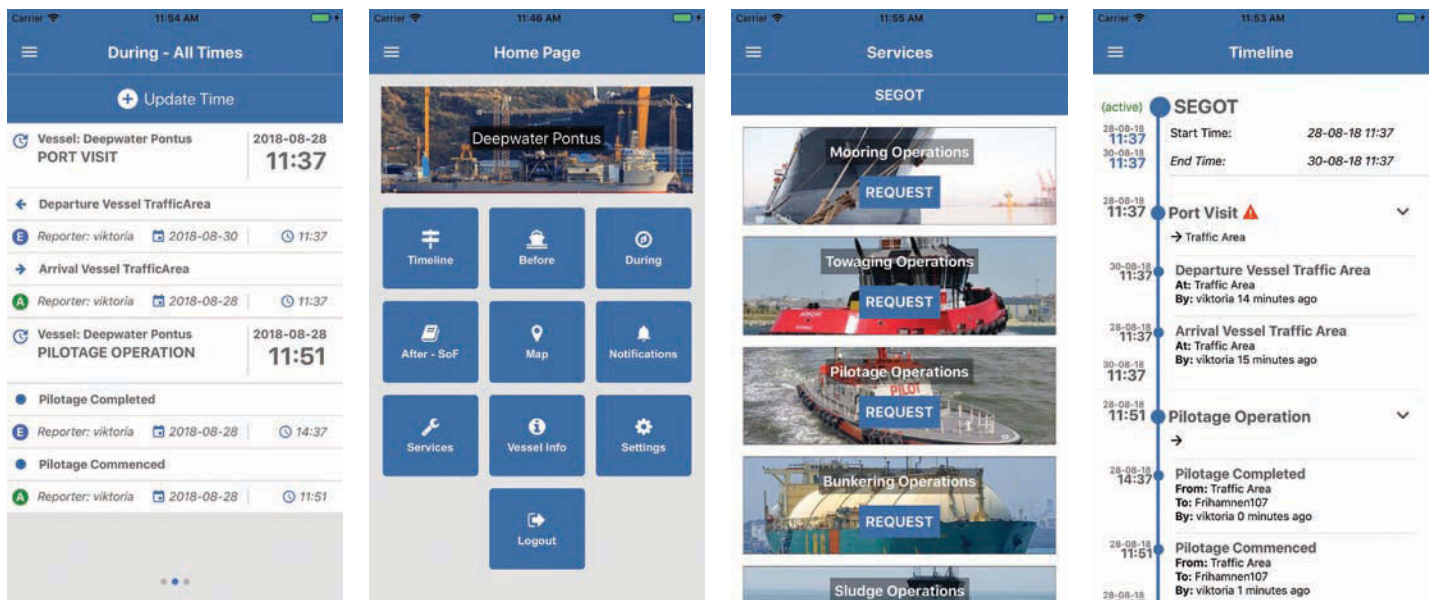 Carrier 11:54 AM
During - All Times
Update Time
Vessel: Deepwater Pontus 2018-08-28
PORT VISIT 11:37
Departure Vessel TrafficArea
E Reporter: viktoria 2018-08-30 11:37
Arrival Vessel TrafficArea
A Reporter: viktoria 2018-08-28 11:37
Vessel: Deepwater Pontus 2018-08-28
PILOTAGE OPERATION 11:51
Pilotage Completed
E Reporter: viktoria 2018-08-28 14:37
Pilotage Commenced
A Reporter: viktoria 2018-08-28 11:51
Carrier 11:46 AM
Home Page
Deepwater Pontus
Timeline Before During
After - SoF Map Notifications
Services Vessel Info Settings
Logout
Carrier 11:55 AM
Services
SEGOT
Mooring Operations
REQUEST
Towaging Operations
REQUEST
Pilotage Operations
PILOT
REQUEST
Bunkering Operations
REQUEST
Sludge Operations
Carrier 11:53 AM
Timeline
(active) SEGOT
28-08-18
11:37 Start Time: 28-08-18 11:37
30-08-18
11:37 End Time: 30-08-18 11:37
28-08-18
11:37 Port Visit
→ Traffic Area
30-08-18
11:37 Departure Vessel Traffic Area
At: Traffic Area
By: viktoria 14 minutes ago
28-08-18
11:37 Arrival Vessel Traffic Area
At: Traffic Area
By: viktoria 15 minutes ago
30-08-18
11:37
28-08-18
11:51 Pilotage Operation
→
28-08-18
14:37 Pilotage Completed
From: Traffic Area
To: Frihamnen107
By: viktoria 0 minutes ago
28-08-18
11:51 Pilotage Commenced
From: Traffic Area
To: Frihamnen107
By: viktoria 1 minutes ago
28-08-18